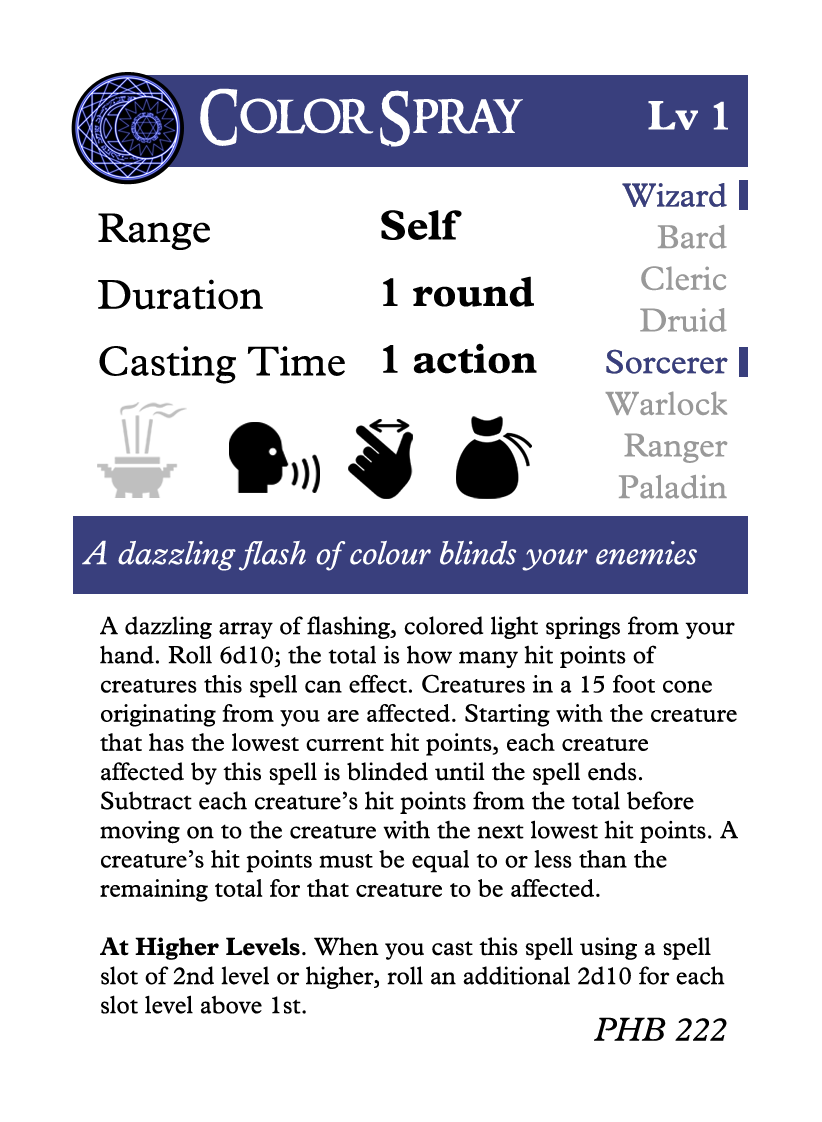 Color Spray Lv 1
Wizard
Bard
Cleric
Druid
Sorcerer
Warlock
Ranger
Paladin
Range Self
Duration 1 round
Casting Time 1 action
A dazzling flash of colour blinds your enemies
A dazzling array of flashing, colored light springs from your
hand. Roll 6d10; the total is how many hit points of
creatures this spell can effect. Creatures in a 15 foot cone
originating from you are affected. Starting with the creature
that has the lowest current hit points, each creature
affected by this spell is blinded until the spell ends.
Subtract each creature’s hit points from the total before
moving on to the creature with the next lowest hit points. A
creature’s hit points must be equal to or less than the
remaining total for that creature to be affected.
At Higher Levels. When you cast this spell using a spell
slot of 2nd level or higher, roll an additional 2d10 for each
slot level above 1st.
PHB 222